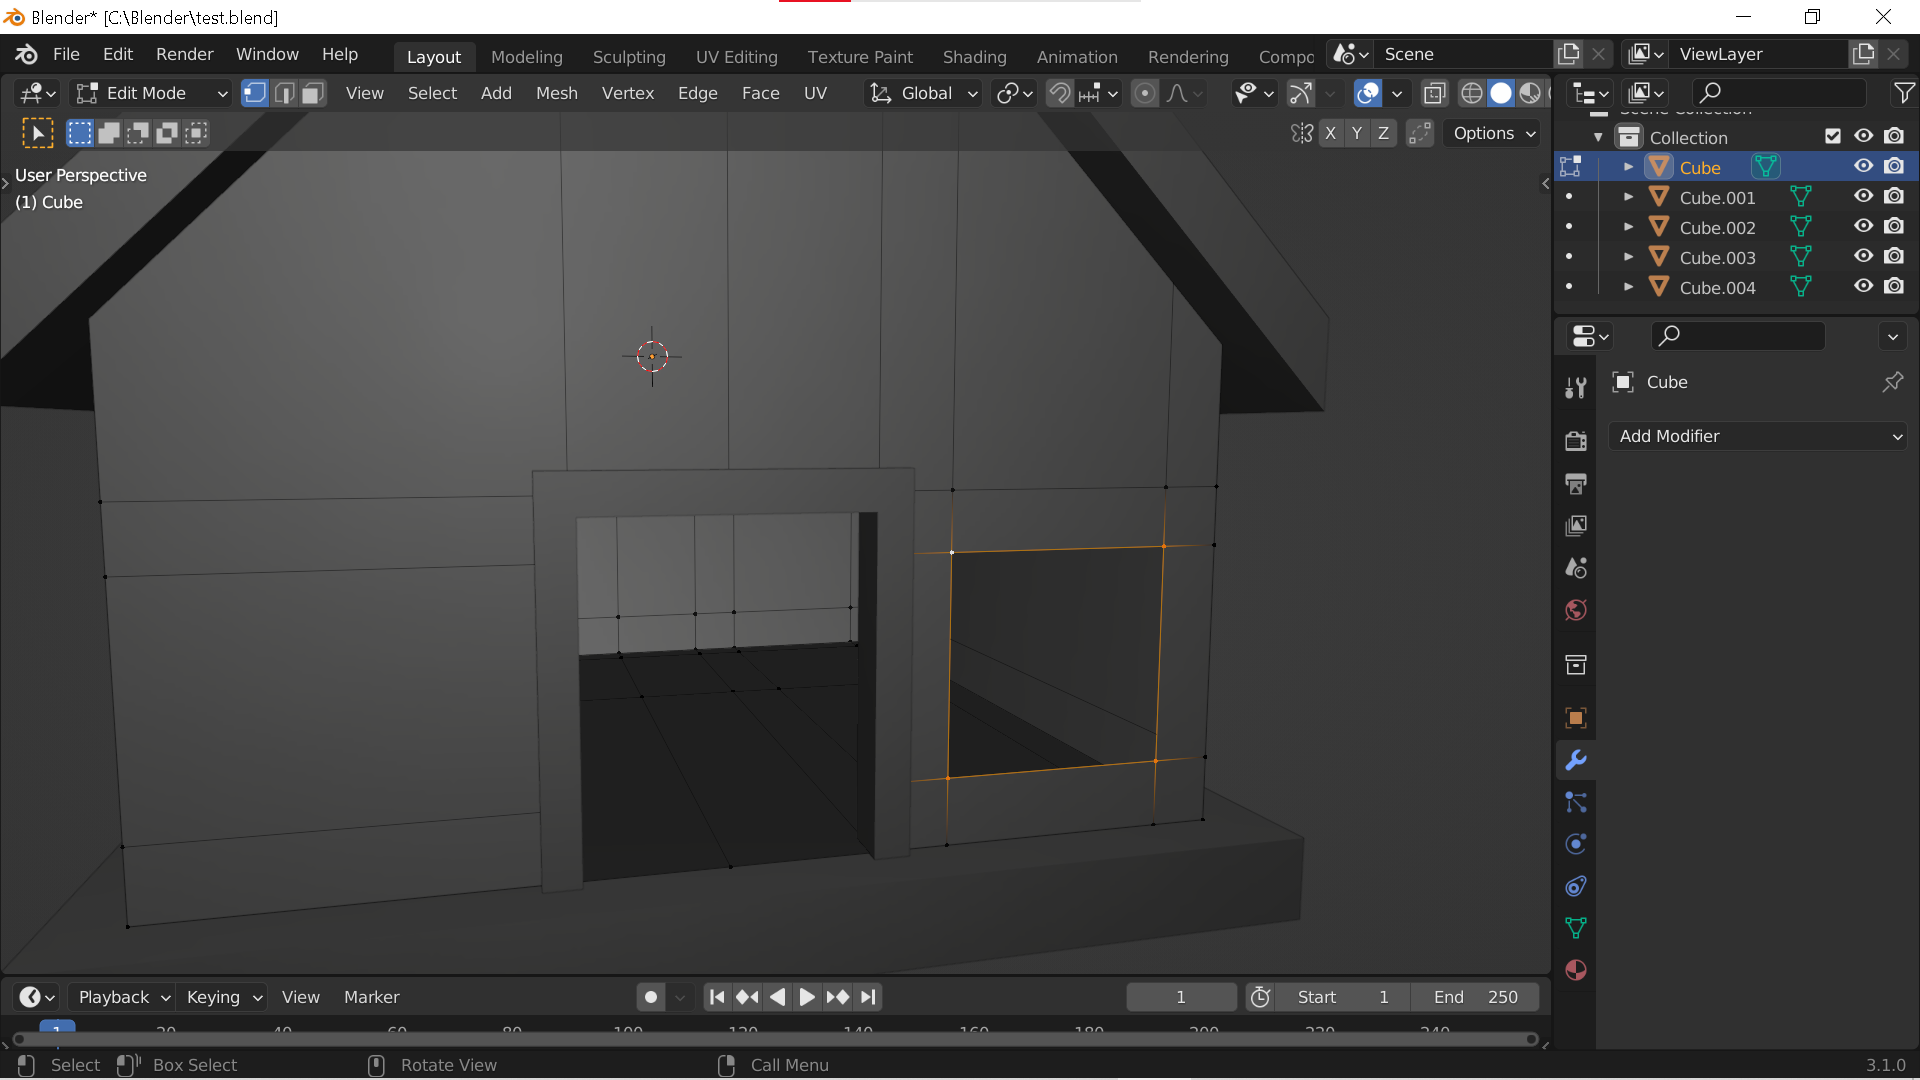 Blender* [C:\Blender\test.blend]
File Edit Render Window Help
Layout Modeling Sculpting UV Editing Texture Paint Shading Animation Rendering Compo
Scene
ViewLayer
Edit Mode
View Select Add Mesh Vertex Edge Face UV
Global
X Y Z
Options
User Perspective
(1) Cube
Scene Collection
Collection
Cube
Cube.001
Cube.002
Cube.003
Cube.004
Cube
Add Modifier
Playback Keying View Marker
1
Start 1
End 250
1 20 40 60 80 100 120 140 160 180 200 220 240
Select Box Select Rotate View Call Menu
3.1.0